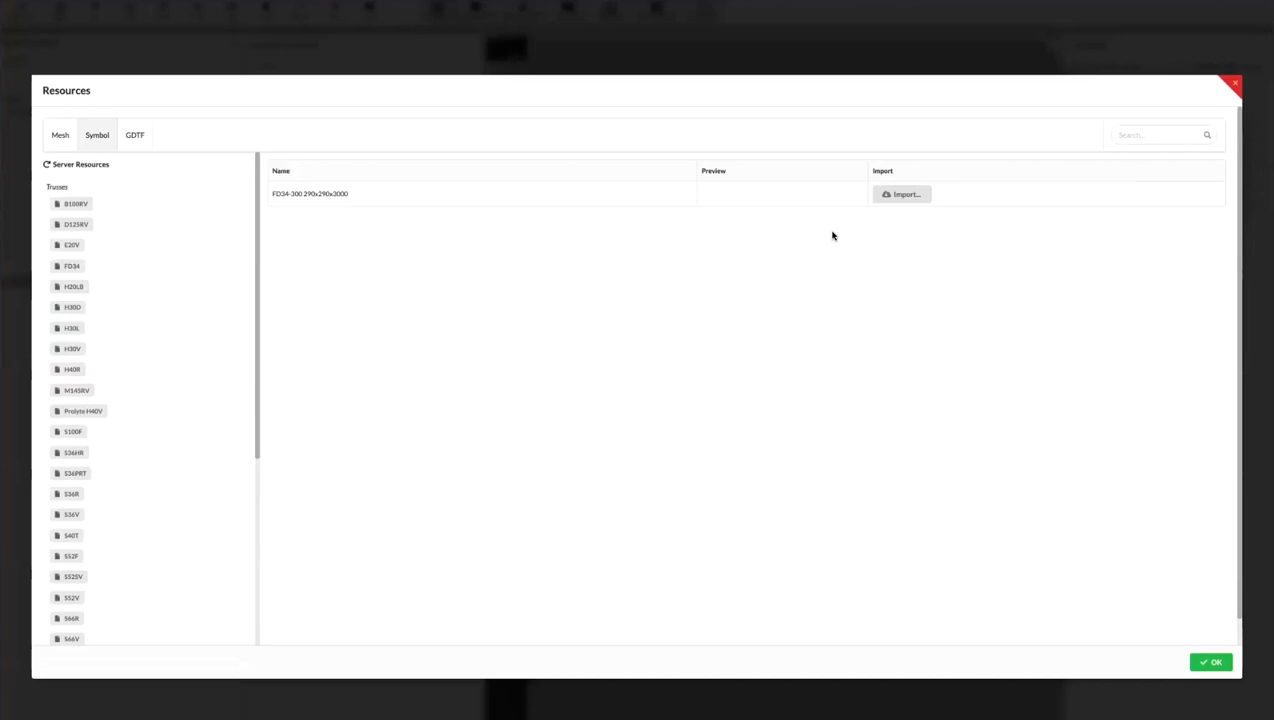 Resources
Mesh Symbol GDTF Search...
Server Resources
Name Preview Import
FD34-300 290x290x3000 Import...
Trusses
B100RV
D125RV
E20V
FD34
H20LB
H30D
H30L
H30V
H40R
M145RV
Prolyte H40V
S100F
S36HR
S36PRT
S36R
S36V
S40T
S52F
S52SV
S52V
S66R
S66V
OK